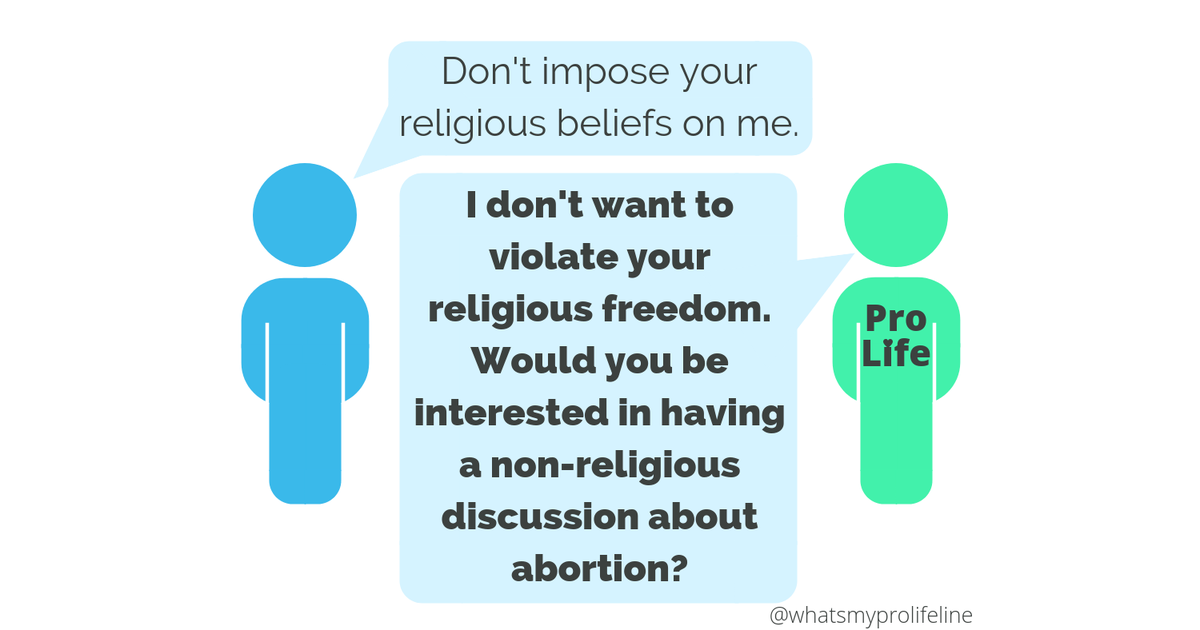 Don't impose your
religious beliefs on me.
I don't want to
violate your
religious freedom.
Would you be
interested in having
a non-religious
discussion about
abortion?
Pro
Life
@whatsmyprolifeline